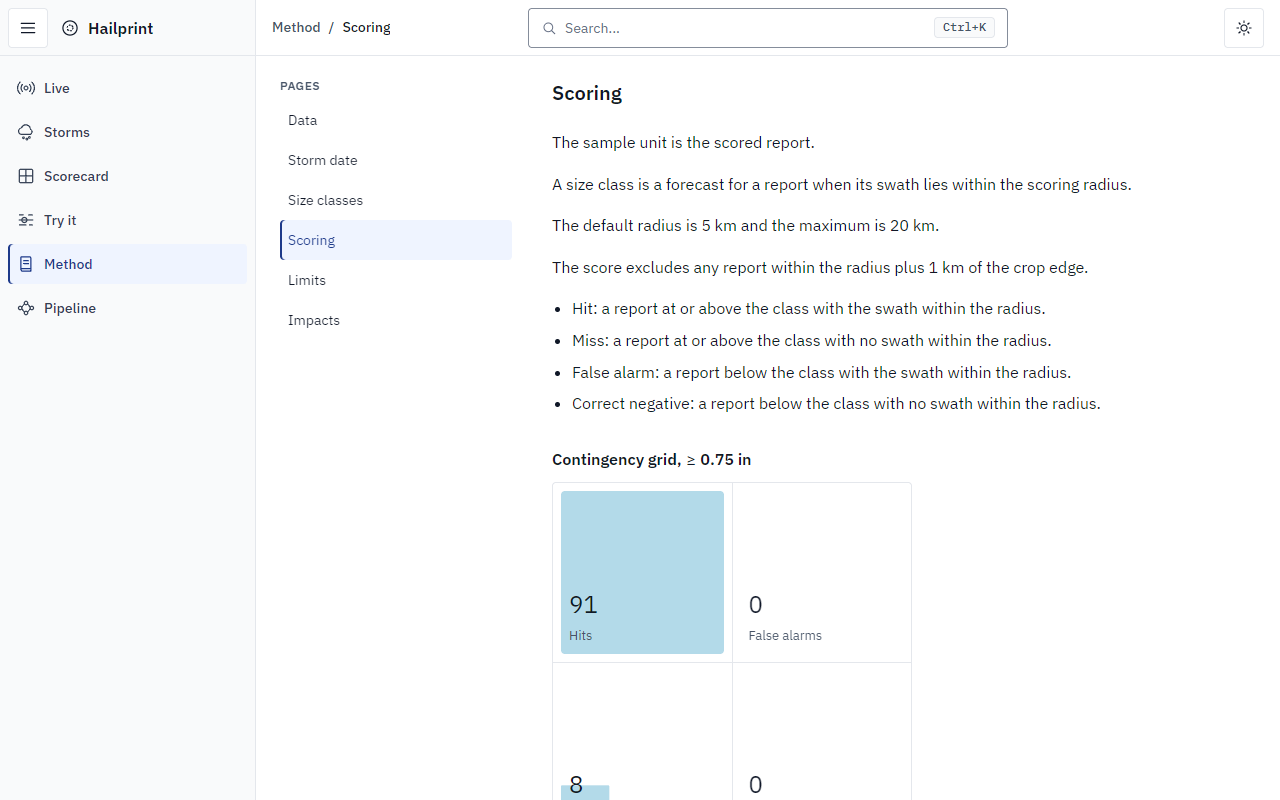 Hailprint
Method / Scoring
Search...
Ctrl+K
Live
Storms
Scorecard
Try it
Method
Pipeline
PAGES
Data
Storm date
Size classes
Scoring
Limits
Impacts
Scoring
The sample unit is the scored report.
A size class is a forecast for a report when its swath lies within the scoring radius.
The default radius is 5 km and the maximum is 20 km.
The score excludes any report within the radius plus 1 km of the crop edge.
• Hit: a report at or above the class with the swath within the radius.
• Miss: a report at or above the class with no swath within the radius.
• False alarm: a report below the class with the swath within the radius.
• Correct negative: a report below the class with no swath within the radius.
Contingency grid, ≥ 0.75 in
91
Hits
0
False alarms
8
0